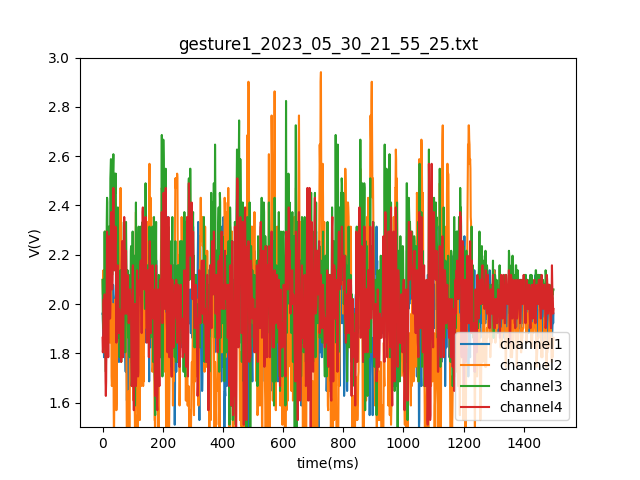 gesture1_2023_05_30_21_55_25.txt
3.0
2.8
2.6
2.4
2.2
2.0
1.8
1.6
V(V)
channel1
channel2
channel3
channel4
0 200 400 600 800 1000 1200 1400
time(ms)